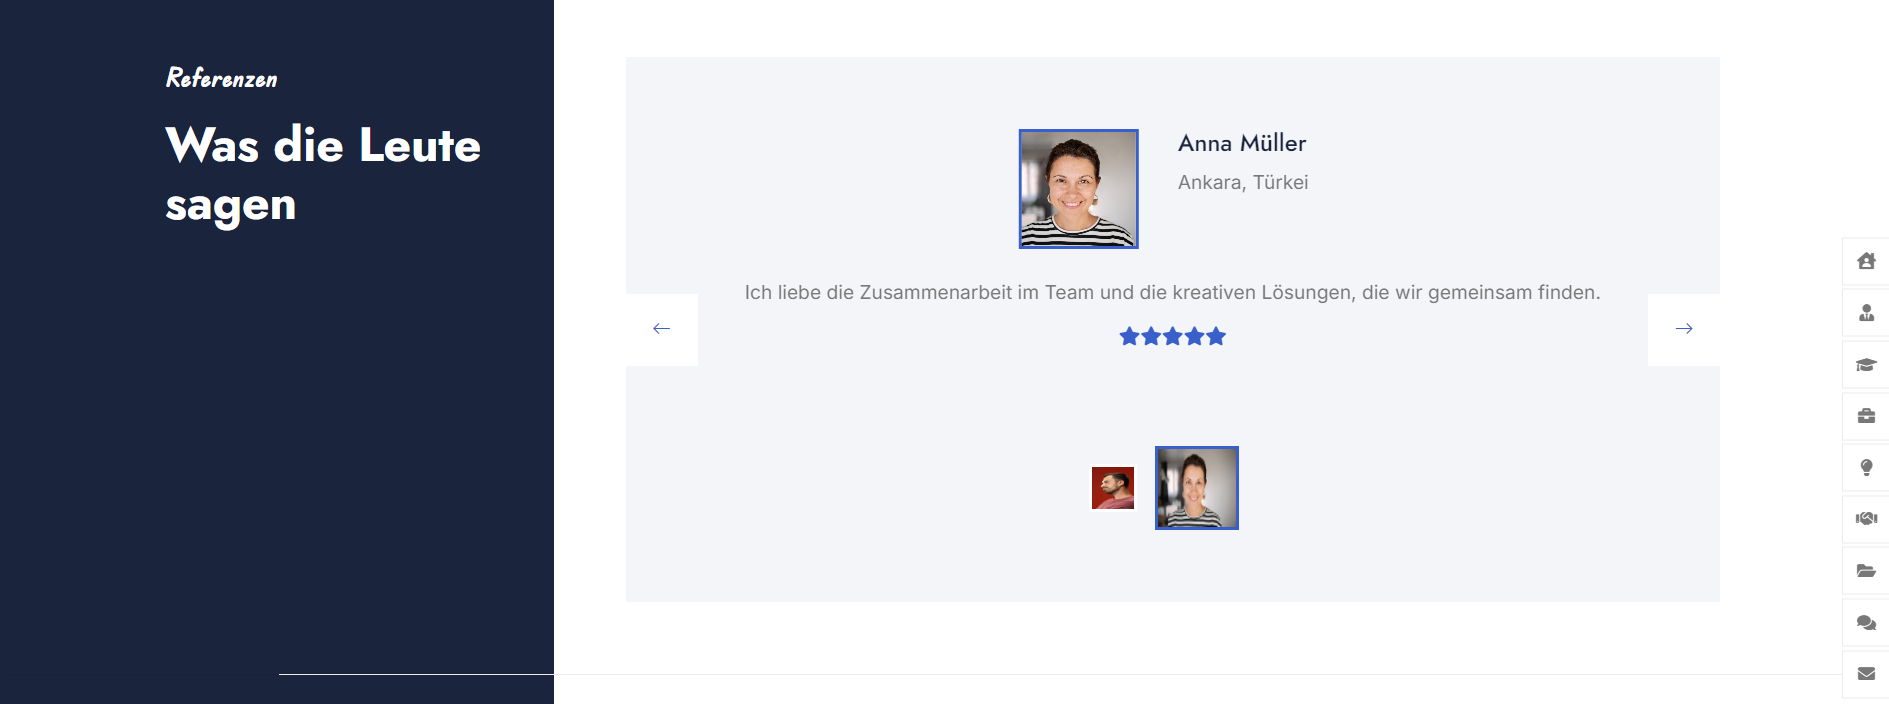 Referenzen
Was die Leute
sagen
Anna Müller
Ankara, Türkei
Ich liebe die Zusammenarbeit im Team und die kreativen Lösungen, die wir gemeinsam finden.